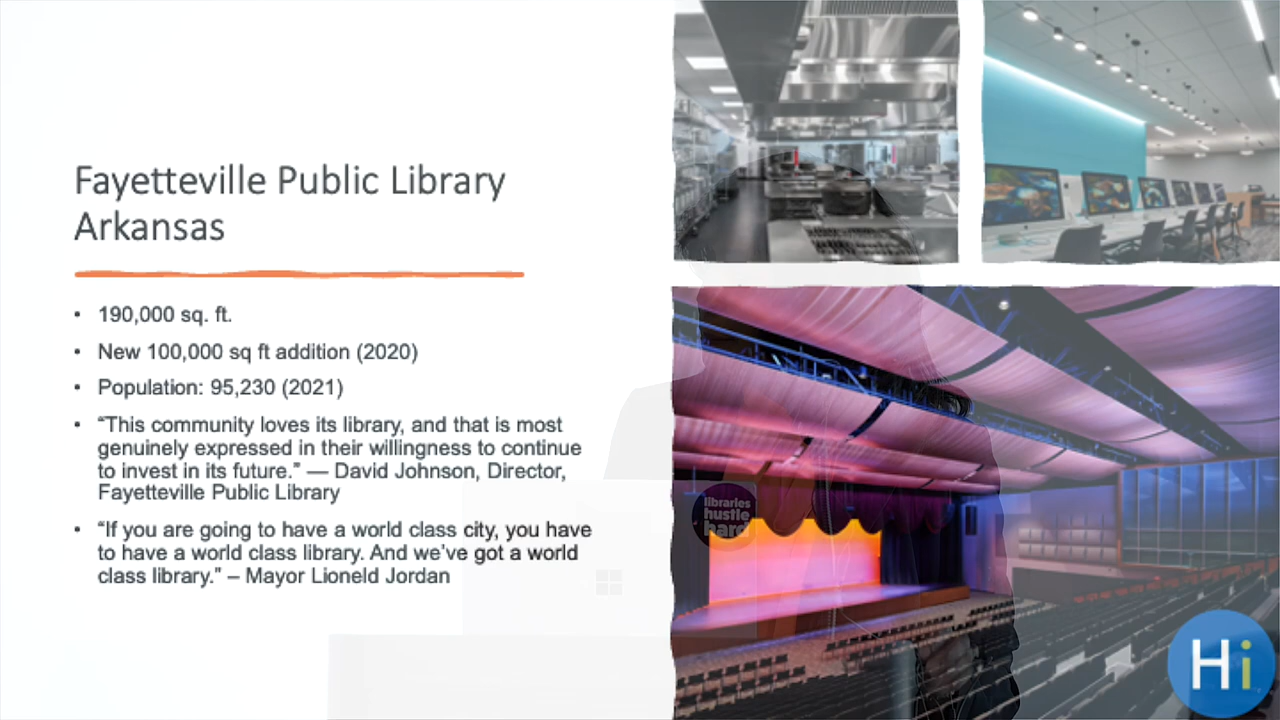 Fayetteville Public Library
Arkansas
• 190,000 sq. ft.
• New 100,000 sq ft addition (2020)
• Population: 95,230 (2021)
• “This community loves its library, and that is most
genuinely expressed in their willingness to continue
to invest in its future.” — David Johnson, Director,
Fayetteville Public Library
• “If you are going to have a world class city, you have
to have a world class library. And we’ve got a world
class library.” – Mayor Lioneld Jordan
libraries
hustle
hard
Hi